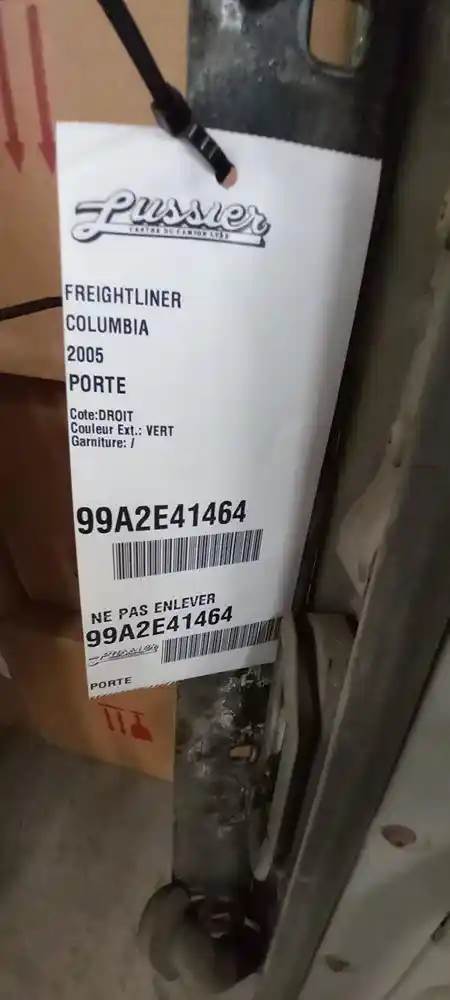 Lussier
CENTRE DU CAMION LVSR
FREIGHTLINER
COLUMBIA
2005
PORTE
Cote:DROIT
Couleur Ext.: VERT
Garniture: /
99A2E41464
NE PAS ENLEVER
99A2E41464
Lussier
PORTE